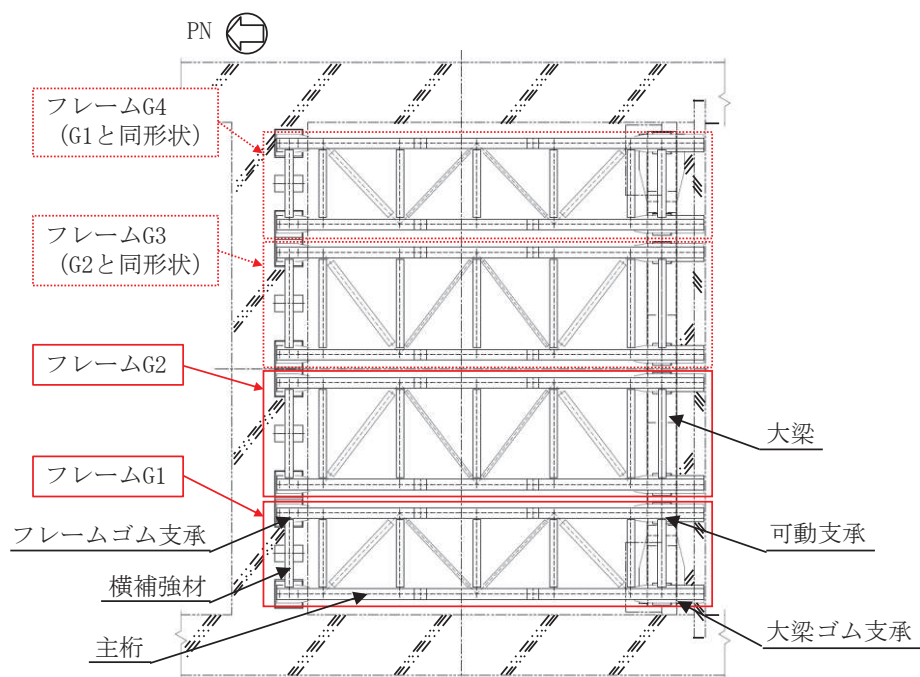 PN
フレームG4
（G1と同形状）
フレームG3
（G2と同形状）
フレームG2
大梁
フレームG1
フレームゴム支承
可動支承
横補強材
大梁ゴム支承
主桁